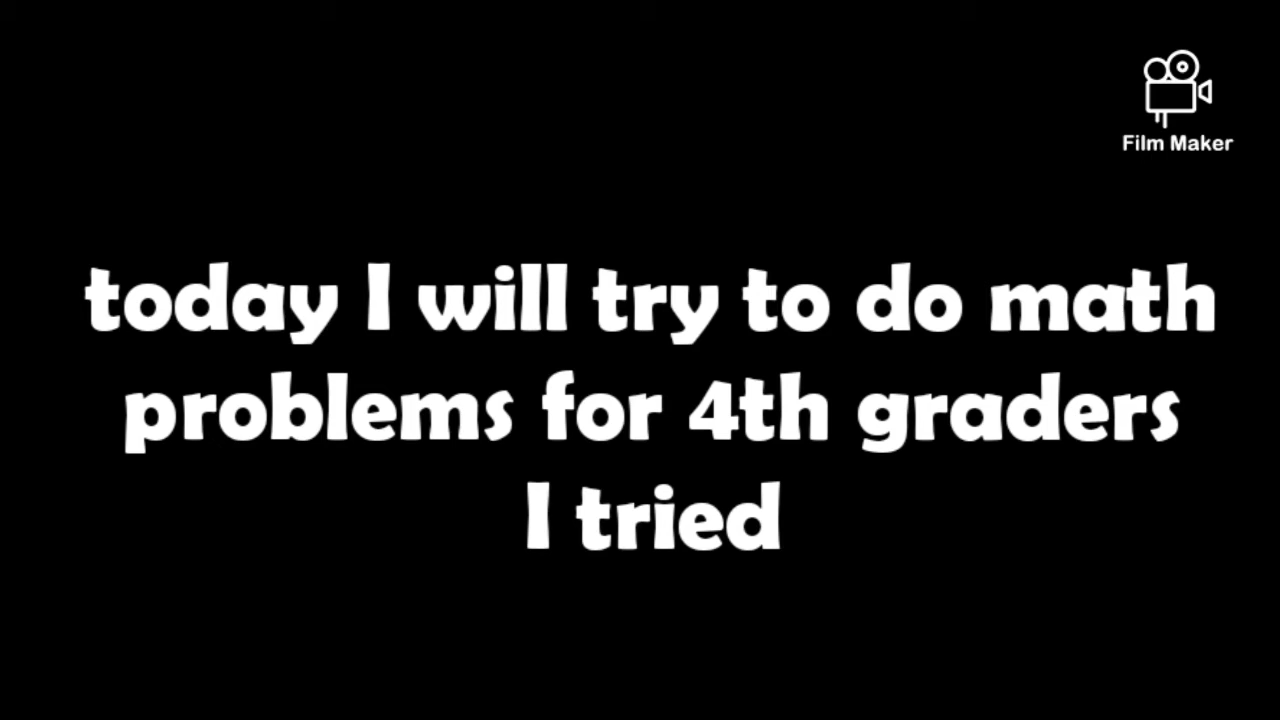 Film Maker
today I will try to do math
problems for 4th graders
I tried